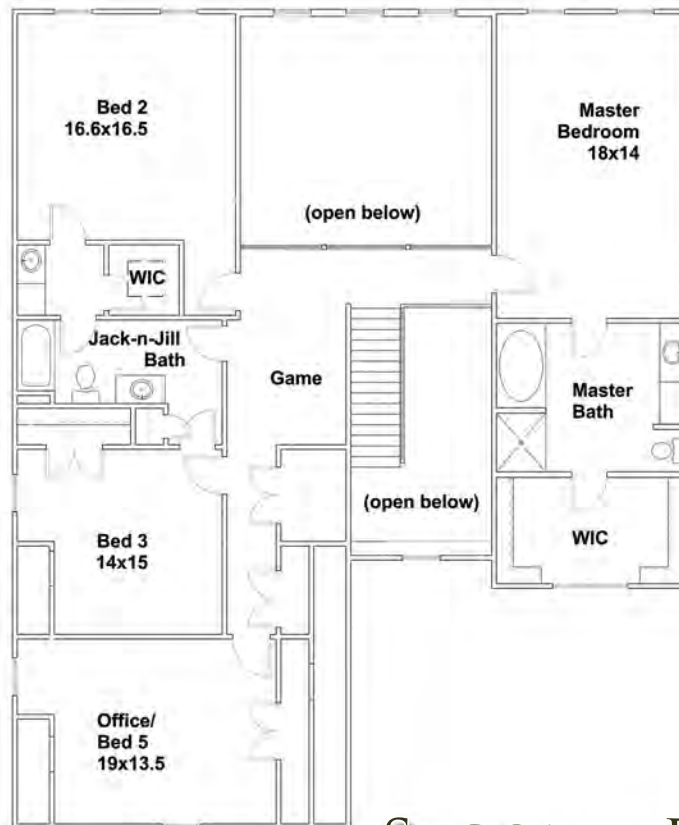 Bed 2
16.6x16.5
(open below)
Master
Bedroom
18x14
WIC
Jack-n-Jill
Bath
Game
Master
Bath
(open below)
Bed 3
14x15
WIC
Office/
Bed 5
19x13.5